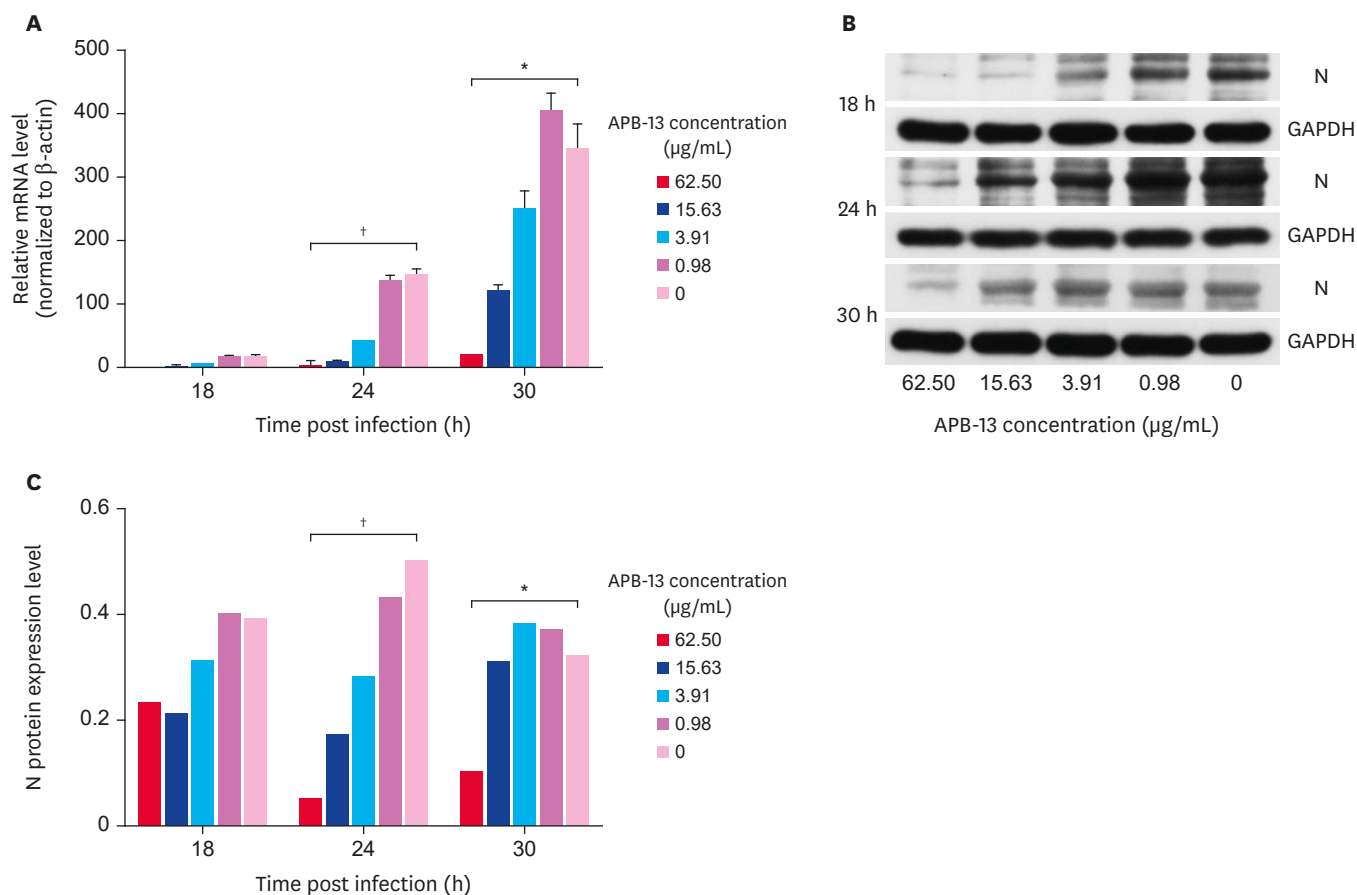 A
500
400
300
200
100
0
Relative mRNA level
(normalized to β-actin)
†
*
18 24 30
Time post infection (h)
APB-13 concentration
(µg/mL)
62.50
15.63
3.91
0.98
0
B
N
18 h
GAPDH
N
24 h
GAPDH
N
30 h
GAPDH
62.50 15.63 3.91 0.98 0
APB-13 concentration (µg/mL)
C
0.6
0.4
0.2
0
N protein expression level
†
*
18 24 30
Time post infection (h)
APB-13 concentration
(µg/mL)
62.50
15.63
3.91
0.98
0